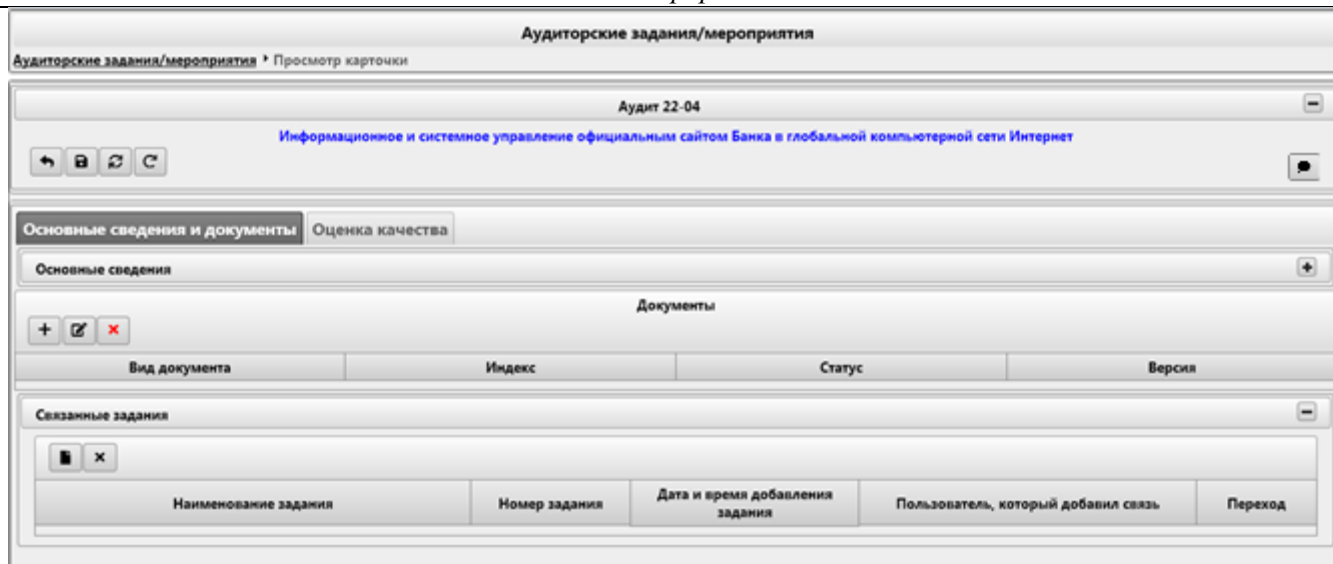 Аудиторские задания/мероприятия
Аудиторские задания/мероприятия Просмотр карточки
Аудит 22-04
Информационное и системное управление официальным сайтом Банка в глобальной компьютерной сети Интернет
Основные сведения и документы Оценка качества
Основные сведения
Документы
Вид документа Индекс Статус Версия
Связанные задания
Наименование задания Номер задания Дата и время добавления задания Пользователь, который добавил связь Переход